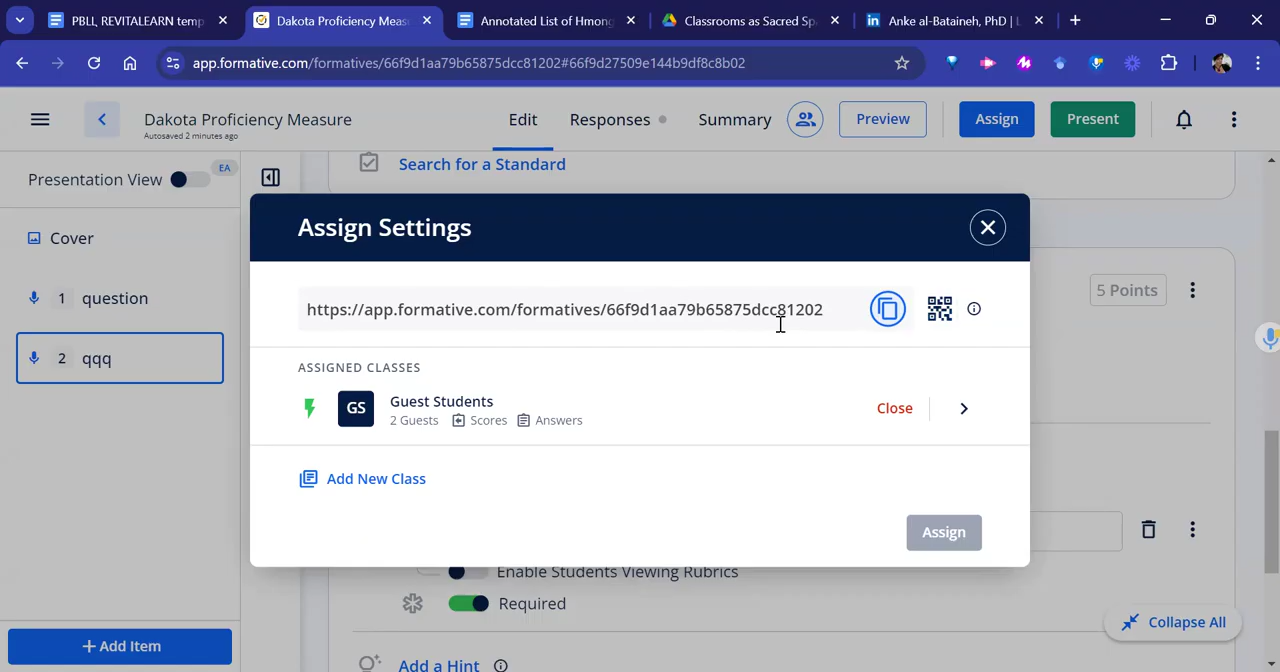 PBLL, REVITALEARN temp
Dakota Proficiency Measu
Annotated List of Hmong
Classrooms as Sacred Sp
Anke al-Bataineh, PhD | L
app.formative.com/formatives/66f9d1aa79b65875dcc81202#66f9d27509e144b9df8c8b02
Dakota Proficiency Measure
Autosaved 2 minutes ago
Edit
Responses
Summary
Preview
Assign
Present
Presentation View
EA
Search for a Standard
Cover
1 question
2 qqq
Assign Settings
https://app.formative.com/formatives/66f9d1aa79b65875dcc81202
ASSIGNED CLASSES
GS
Guest Students
2 Guests Scores Answers
Close
Add New Class
Assign
5 Points
Enable Students Viewing Rubrics
Required
Collapse All
+ Add Item
Add a Hint